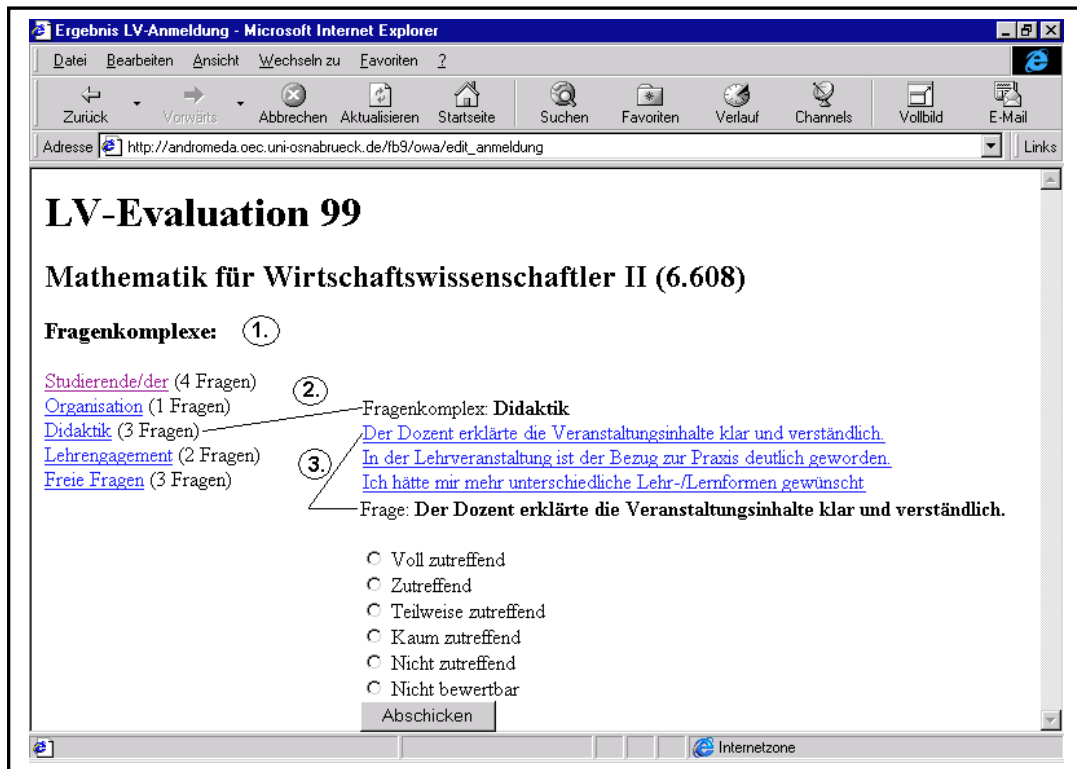 Ergebnis LV-Anmeldung - Microsoft Internet Explorer
Datei Bearbeiten Ansicht Wechseln zu Favoriten ?
Zurück Vorwärts Abbrechen Aktualisieren Startseite Suchen Favoriten Verlauf Channels Vollbild E-Mail
Adresse http://andromeda.oec.uni-osnabrueck.de/fb9/owa/edit_anmeldung Links
LV-Evaluation 99
Mathematik für Wirtschaftswissenschaftler II (6.608)
Fragenkomplexe: 1.
Studierende/der (4 Fragen)
Organisation (1 Fragen)
Didaktik (3 Fragen)
Lehrengagement (2 Fragen)
Freie Fragen (3 Fragen)
2.
Fragenkomplex: Didaktik
Der Dozent erklärte die Veranstaltungsinhalte klar und verständlich.
In der Lehrveranstaltung ist der Bezug zur Praxis deutlich geworden.
Ich hätte mir mehr unterschiedliche Lehr-/Lernformen gewünscht
3.
Frage: Der Dozent erklärte die Veranstaltungsinhalte klar und verständlich.
Voll zutreffend
Zutreffend
Teilweise zutreffend
Kaum zutreffend
Nicht zutreffend
Nicht bewertbar
Abschicken
Internetzone